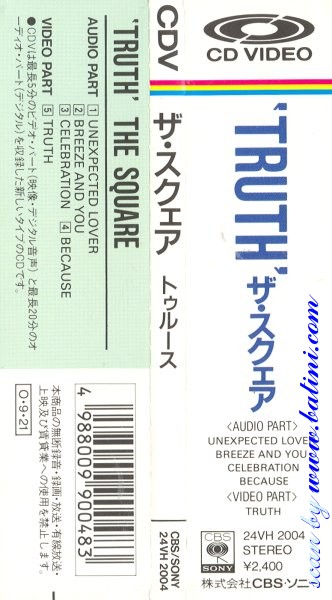 CD VIDEO
'TRUTH'
ザ・スクェア
〈AUDIO PART〉
UNEXPECTED LOVE
BREEZE AND YOU
CELEBRATION
BECAUSE
〈VIDEO PART〉
TRUTH
CBS
SONY
24VH 2004
STEREO
¥2,400
株式会社CBS・ソニー
CDV
ザ・スクェア
トゥルース
CBS/SONY
24VH 2004
'TRUTH' THE SQUARE
AUDIO PART
1 UNEXPECTED LOVER
2 BREEZE AND YOU
3 CELEBRATION 4 BECAUSE
VIDEO PART
5 TRUTH
●CDVは最長5分のビデオ・パート(映像・デジタル音声)と最長20分のオ
ーディオ・パート(デジタル)を収録した新しいタイプのCDです。
4 988009 900483
本商品の無断録音・録画・放送・有線放送・
上映及び賃貸業への使用を禁止します。
O・9・21
scan by www.batini.com